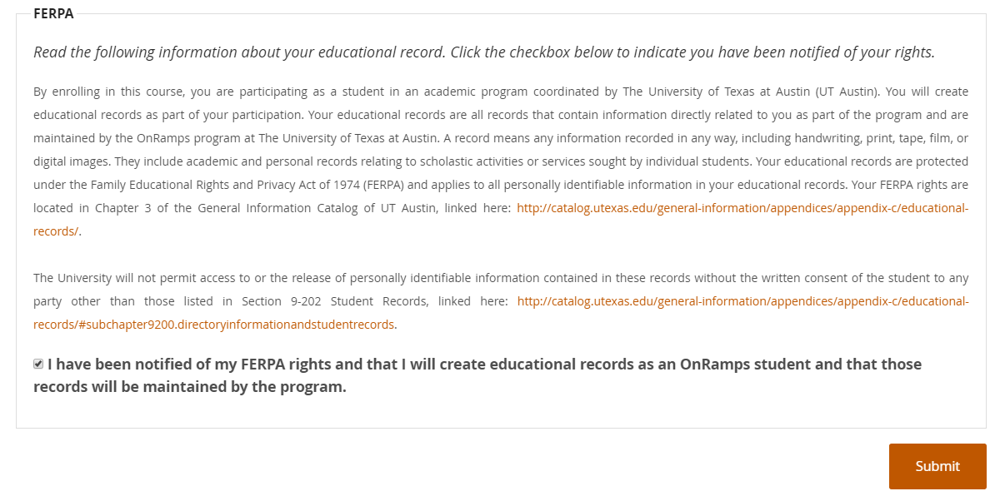 FERPA
Read the following information about your educational record. Click the checkbox below to indicate you have been notified of your rights.
By enrolling in this course, you are participating as a student in an academic program coordinated by The University of Texas at Austin (UT Austin). You will create
educational records as part of your participation. Your educational records are all records that contain information directly related to you as part of the program and are
maintained by the OnRamps program at The University of Texas at Austin. A record means any information recorded in any way, including handwriting, print, tape, film, or
digital images. They include academic and personal records relating to scholastic activities or services sought by individual students. Your educational records are protected
under the Family Educational Rights and Privacy Act of 1974 (FERPA) and applies to all personally identifiable information in your educational records. Your FERPA rights are
located in Chapter 3 of the General Information Catalog of UT Austin, linked here: http://catalog.utexas.edu/general-information/appendices/appendix-c/educational-
records/.
The University will not permit access to or the release of personally identifiable information contained in these records without the written consent of the student to any
party other than those listed in Section 9-202 Student Records, linked here: http://catalog.utexas.edu/general-information/appendices/appendix-c/educational-
records/#subchapter9200.directoryinformationandstudentrecords.
I have been notified of my FERPA rights and that I will create educational records as an OnRamps student and that those
records will be maintained by the program.
Submit